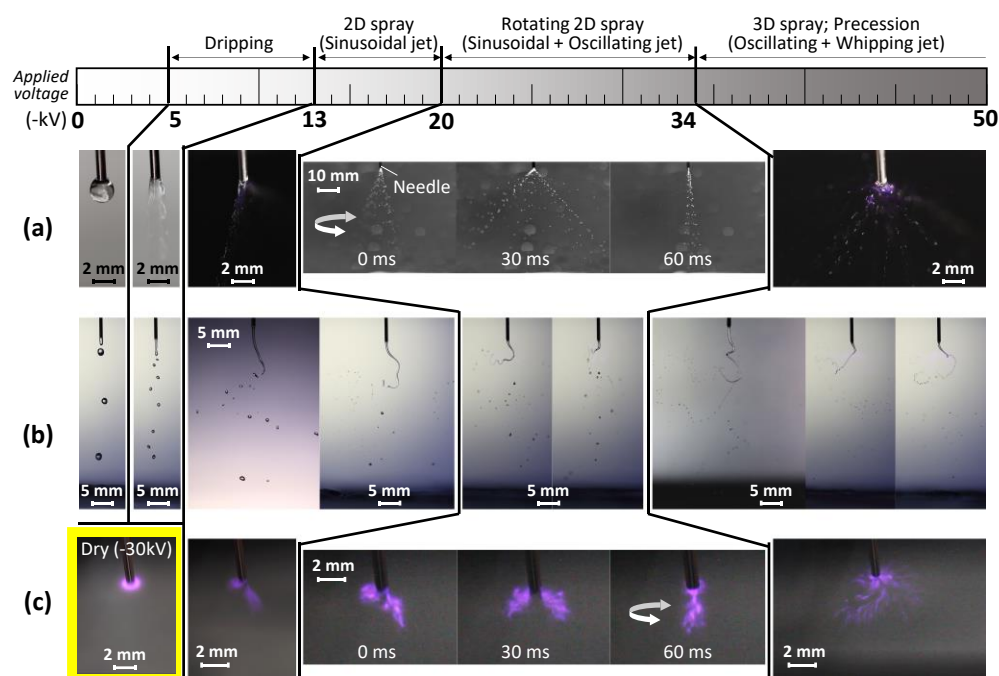 Dripping
2D spray
(Sinusoidal jet)
Rotating 2D spray
(Sinusoidal + Oscillating jet)
3D spray; Precession
(Oscillating + Whipping jet)
Applied
voltage
(-kV)
0
5
13
20
34
50
(a)
2 mm
2 mm
2 mm
10 mm
Needle
0 ms
30 ms
60 ms
2 mm
(b)
5 mm
5 mm
5 mm
5 mm
5 mm
5 mm
(c)
Dry (-30kV)
2 mm
2 mm
2 mm
0 ms
30 ms
60 ms
2 mm